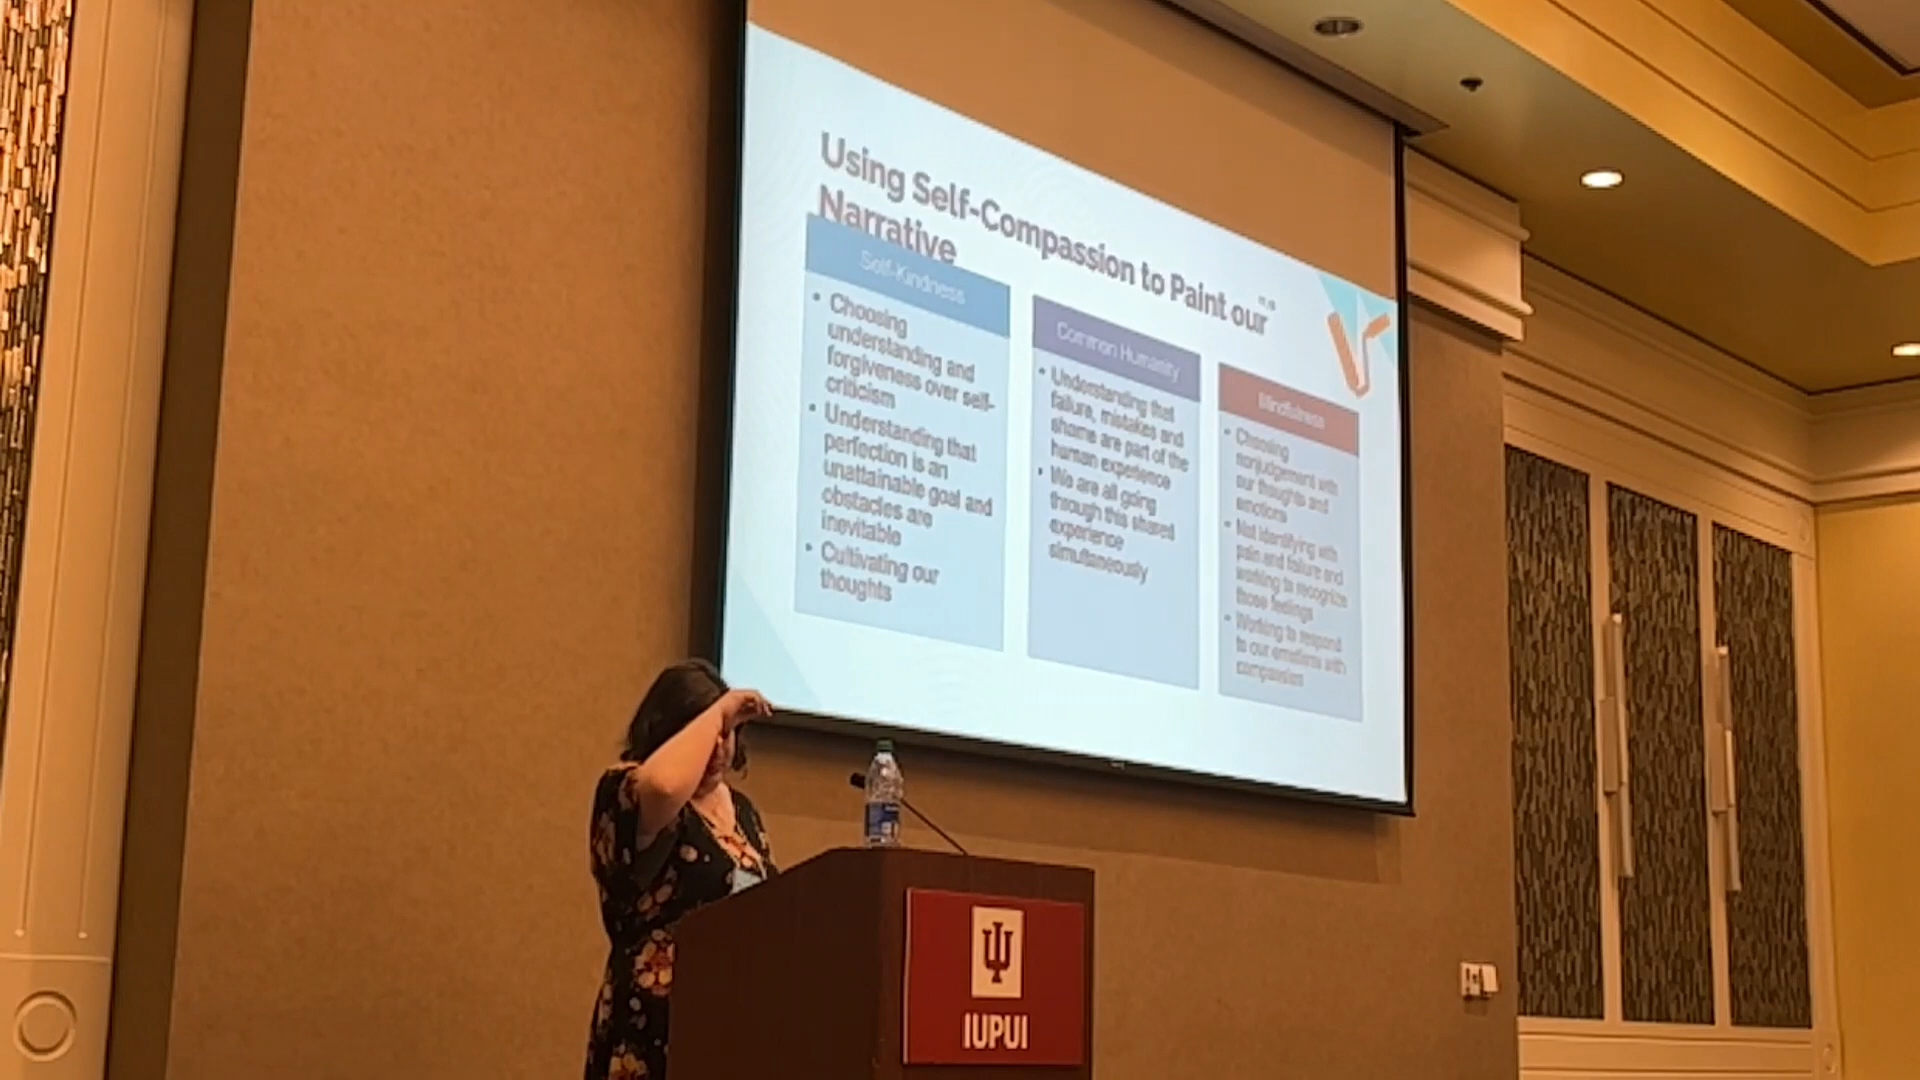 Using Self-Compassion to Paint our
Narrative
Self-Kindness
• Choosing
understanding and
forgiveness over self-
criticism
• Understanding that
perfection is an
unattainable goal and
obstacles are
inevitable
• Cultivating our
thoughts
Common Humanity
• Understanding that
failure, mistakes and
shame are part of the
human experience
• We are all going
through this shared
experience
simultaneously
Mindfulness
• Choosing
nonjudgement with
our thoughts and
emotions
• Not identifying with
pain and failure and
working to recognize
those feelings
• Working to respond
to our emotions with
compassion
IUPUI